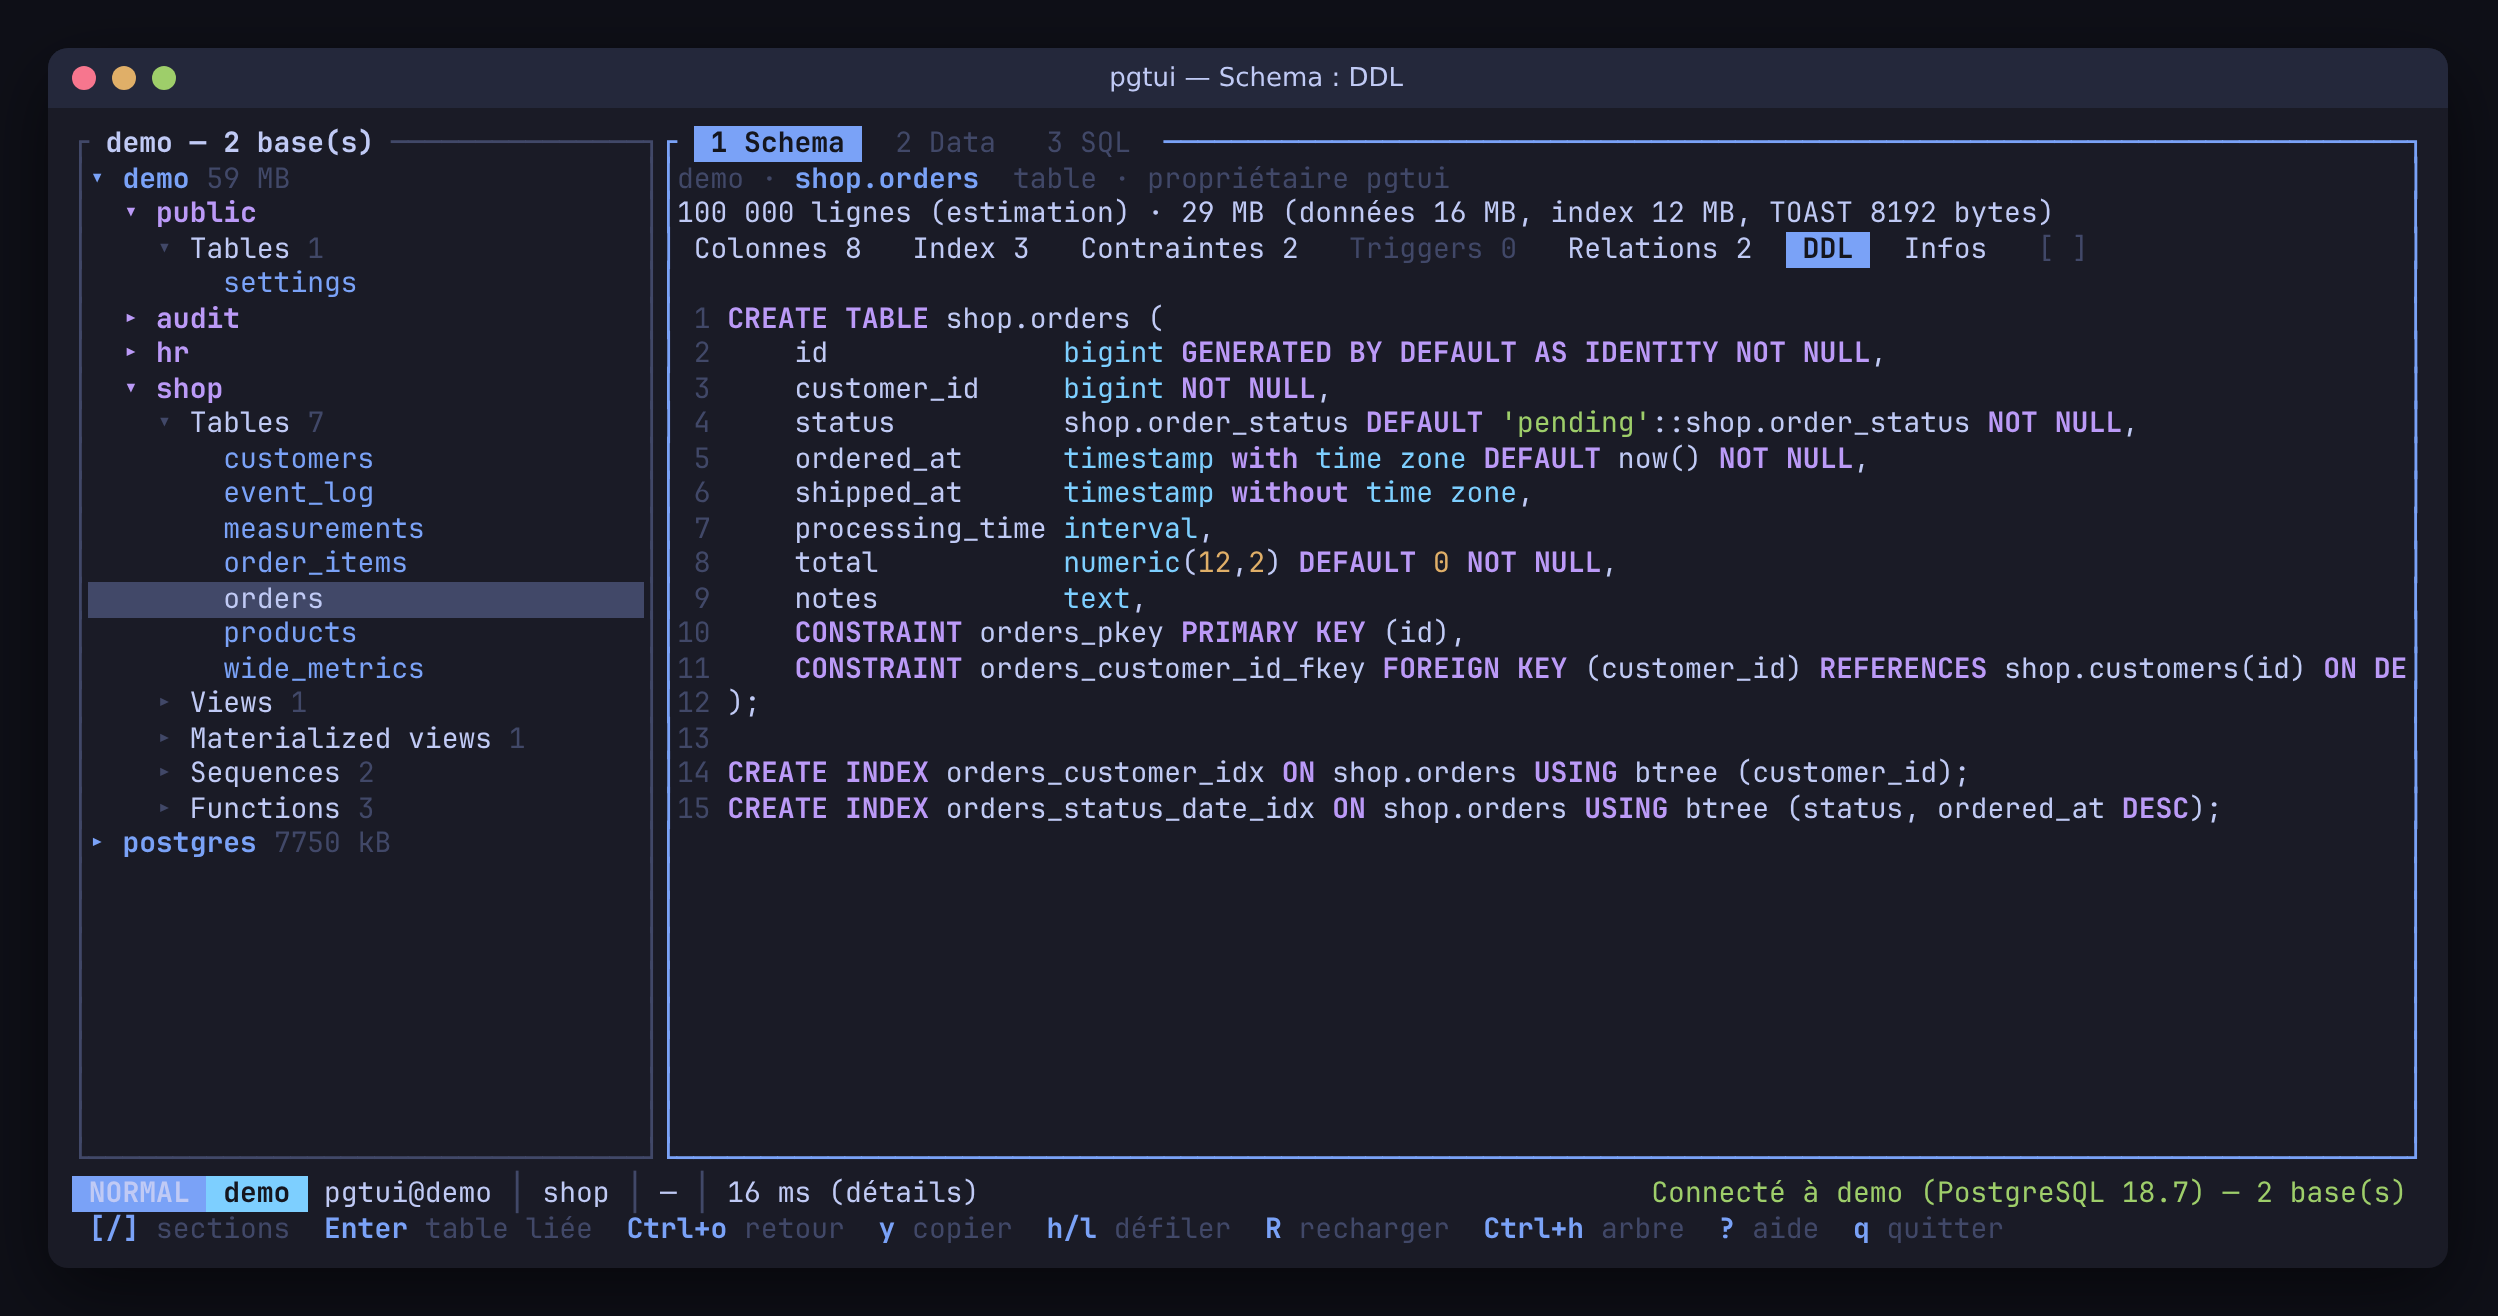 pgtui — Schema : DDL
demo — 2 base(s)
▾ demo 59 MB
▾ public
▾ Tables 1
settings
▸ audit
▸ hr
▾ shop
▾ Tables 7
customers
event_log
measurements
order_items
orders
products
wide_metrics
▸ Views 1
▸ Materialized views 1
▸ Sequences 2
▸ Functions 3
▸ postgres 7750 kB
1 Schema 2 Data 3 SQL
demo · shop.orders table · propriétaire pgtui
100 000 lignes (estimation) · 29 MB (données 16 MB, index 12 MB, TOAST 8192 bytes)
Colonnes 8 Index 3 Contraintes 2 Triggers 0 Relations 2 DDL Infos [ ]
1 CREATE TABLE shop.orders (
2 id bigint GENERATED BY DEFAULT AS IDENTITY NOT NULL,
3 customer_id bigint NOT NULL,
4 status shop.order_status DEFAULT 'pending'::shop.order_status NOT NULL,
5 ordered_at timestamp with time zone DEFAULT now() NOT NULL,
6 shipped_at timestamp without time zone,
7 processing_time interval,
8 total numeric(12,2) DEFAULT 0 NOT NULL,
9 notes text,
10 CONSTRAINT orders_pkey PRIMARY KEY (id),
11 CONSTRAINT orders_customer_id_fkey FOREIGN KEY (customer_id) REFERENCES shop.customers(id) ON DE
12 );
13
14 CREATE INDEX orders_customer_idx ON shop.orders USING btree (customer_id);
15 CREATE INDEX orders_status_date_idx ON shop.orders USING btree (status, ordered_at DESC);
NORMAL demo pgtui@demo │ shop │ — │ 16 ms (détails) Connecté à demo (PostgreSQL 18.7) — 2 base(s)
[/] sections Enter table liée Ctrl+o retour y copier h/l défiler R recharger Ctrl+h arbre ? aide q quitter